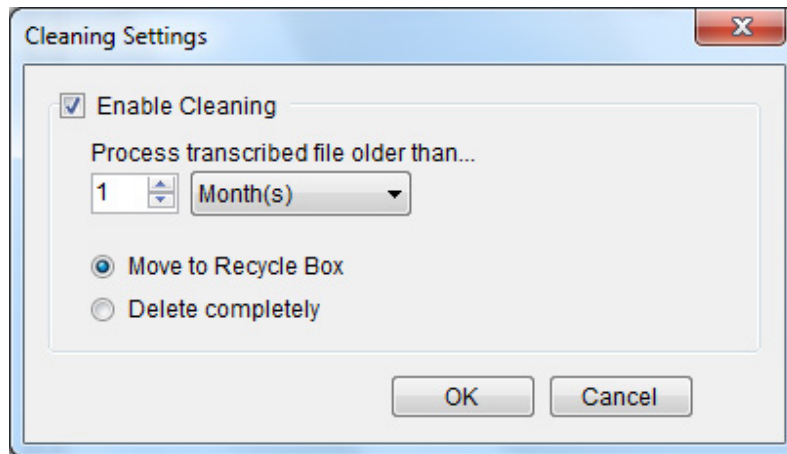 Cleaning Settings
Enable Cleaning
Process transcribed file older than...
1 Month(s)
Move to Recycle Box
Delete completely
OK Cancel